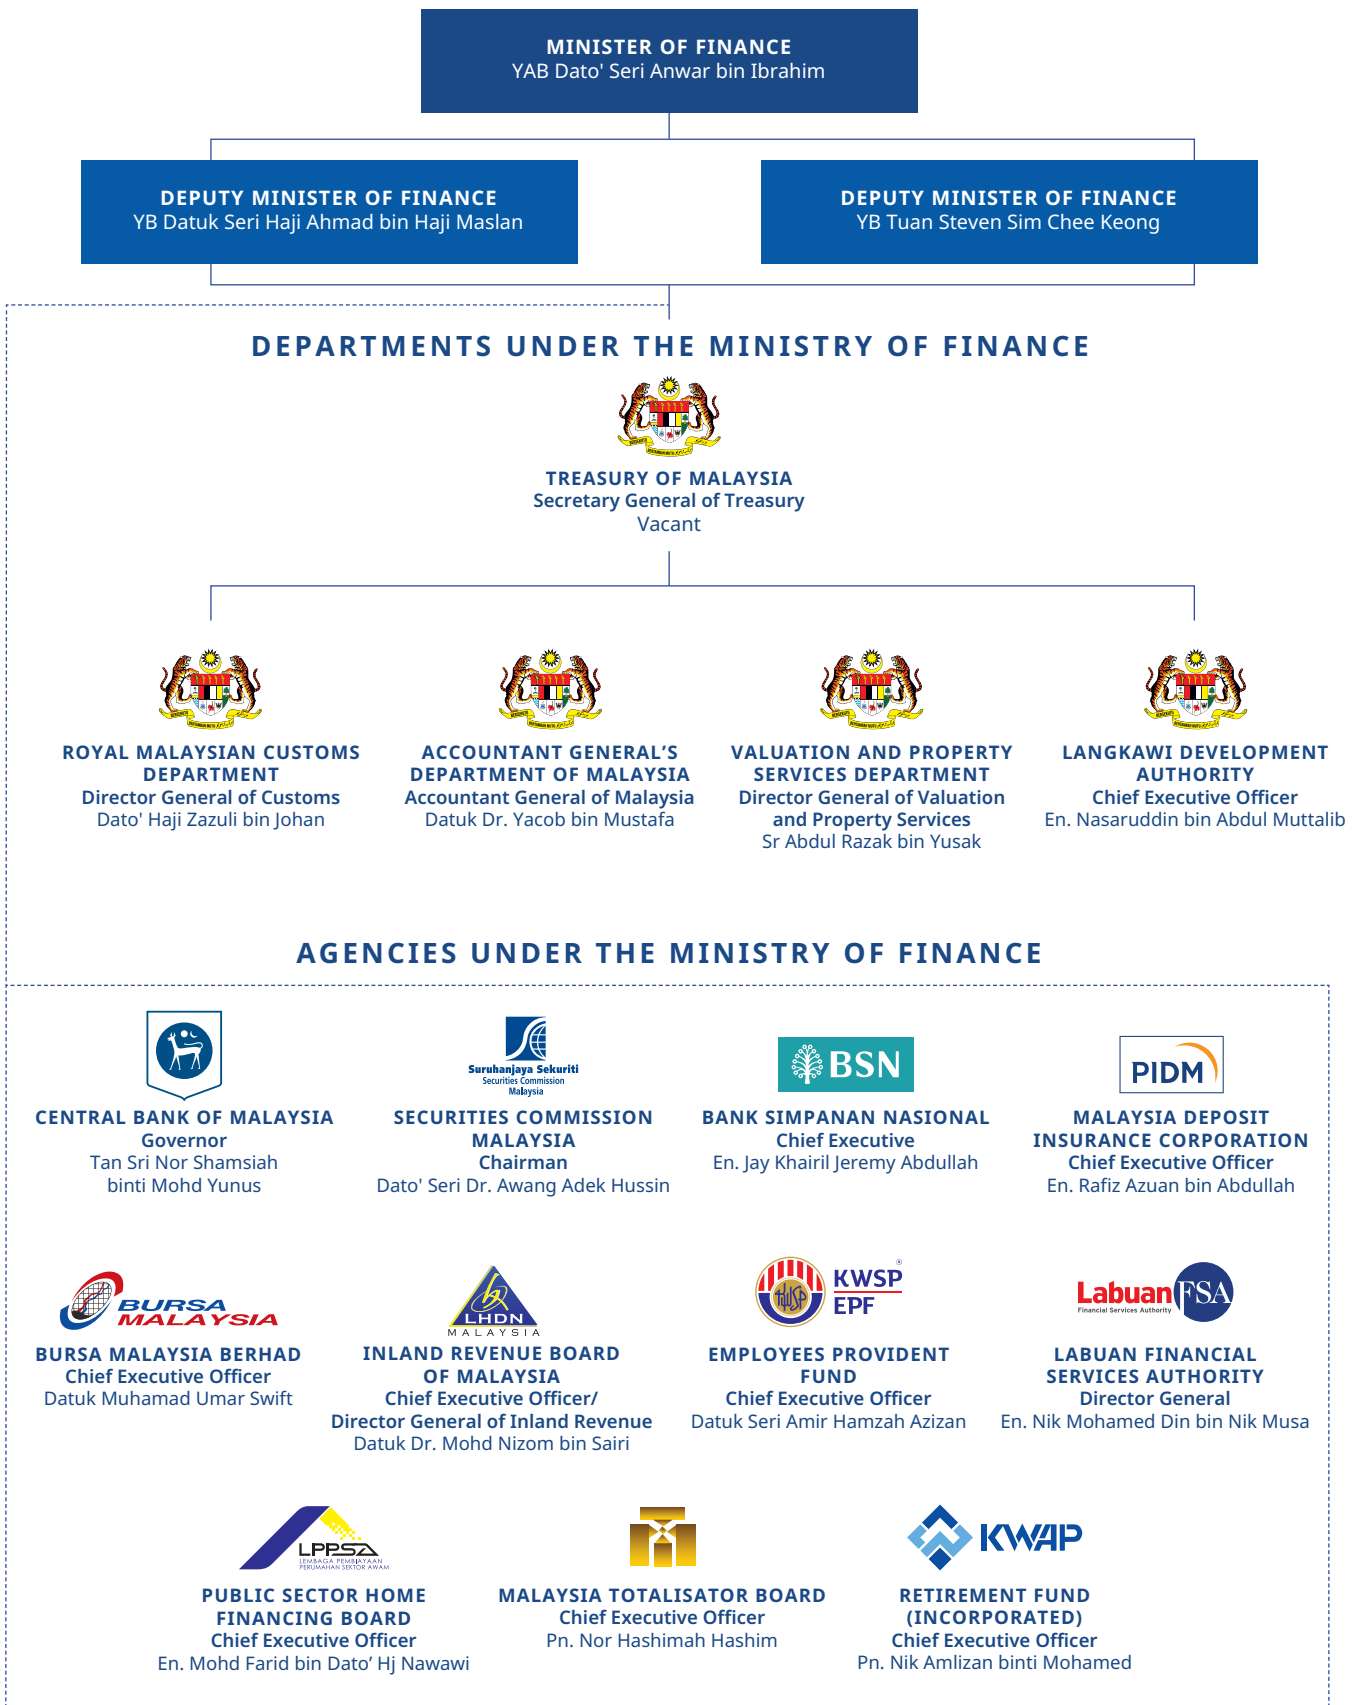 MINISTER OF FINANCE
YAB Dato' Seri Anwar bin Ibrahim
DEPUTY MINISTER OF FINANCE
YB Datuk Seri Haji Ahmad bin Haji Maslan
DEPUTY MINISTER OF FINANCE
YB Tuan Steven Sim Chee Keong
DEPARTMENTS UNDER THE MINISTRY OF FINANCE
TREASURY OF MALAYSIA
Secretary General of Treasury
Vacant
ROYAL MALAYSIAN CUSTOMS
DEPARTMENT
Director General of Customs
Dato' Haji Zazuli bin Johan
ACCOUNTANT GENERAL’S
DEPARTMENT OF MALAYSIA
Accountant General of Malaysia
Datuk Dr. Yacob bin Mustafa
VALUATION AND PROPERTY
SERVICES DEPARTMENT
Director General of Valuation
and Property Services
Sr Abdul Razak bin Yusak
LANGKAWI DEVELOPMENT
AUTHORITY
Chief Executive Officer
En. Nasaruddin bin Abdul Muttalib
AGENCIES UNDER THE MINISTRY OF FINANCE
CENTRAL BANK OF MALAYSIA
Governor
Tan Sri Nor Shamsiah
binti Mohd Yunus
Suruhanjaya Sekuriti
Securities Commission
Malaysia
SECURITIES COMMISSION
MALAYSIA
Chairman
Dato' Seri Dr. Awang Adek Hussin
BSN
BANK SIMPANAN NASIONAL
Chief Executive
En. Jay Khairil Jeremy Abdullah
PIDM
MALAYSIA DEPOSIT
INSURANCE CORPORATION
Chief Executive Officer
En. Rafiz Azuan bin Abdullah
BURSA
MALAYSIA
BURSA MALAYSIA BERHAD
Chief Executive Officer
Datuk Muhamad Umar Swift
LHDN
MALAYSIA
INLAND REVENUE BOARD
OF MALAYSIA
Chief Executive Officer/
Director General of Inland Revenue
Datuk Dr. Mohd Nizom bin Sairi
KWSP
KWSP ®
EPF
EMPLOYEES PROVIDENT
FUND
Chief Executive Officer
Datuk Seri Amir Hamzah Azizan
Labuan FSA
Financial Services Authority
LABUAN FINANCIAL
SERVICES AUTHORITY
Director General
En. Nik Mohamed Din bin Nik Musa
LPPSA
LEMBAGA PEMBIAYAAN
PERUMAHAN SEKTOR AWAM
PUBLIC SECTOR HOME
FINANCING BOARD
Chief Executive Officer
En. Mohd Farid bin Dato’ Hj Nawawi
MALAYSIA TOTALISATOR BOARD
Chief Executive Officer
Pn. Nor Hashimah Hashim
KWAP
RETIREMENT FUND
(INCORPORATED)
Chief Executive Officer
Pn. Nik Amlizan binti Mohamed